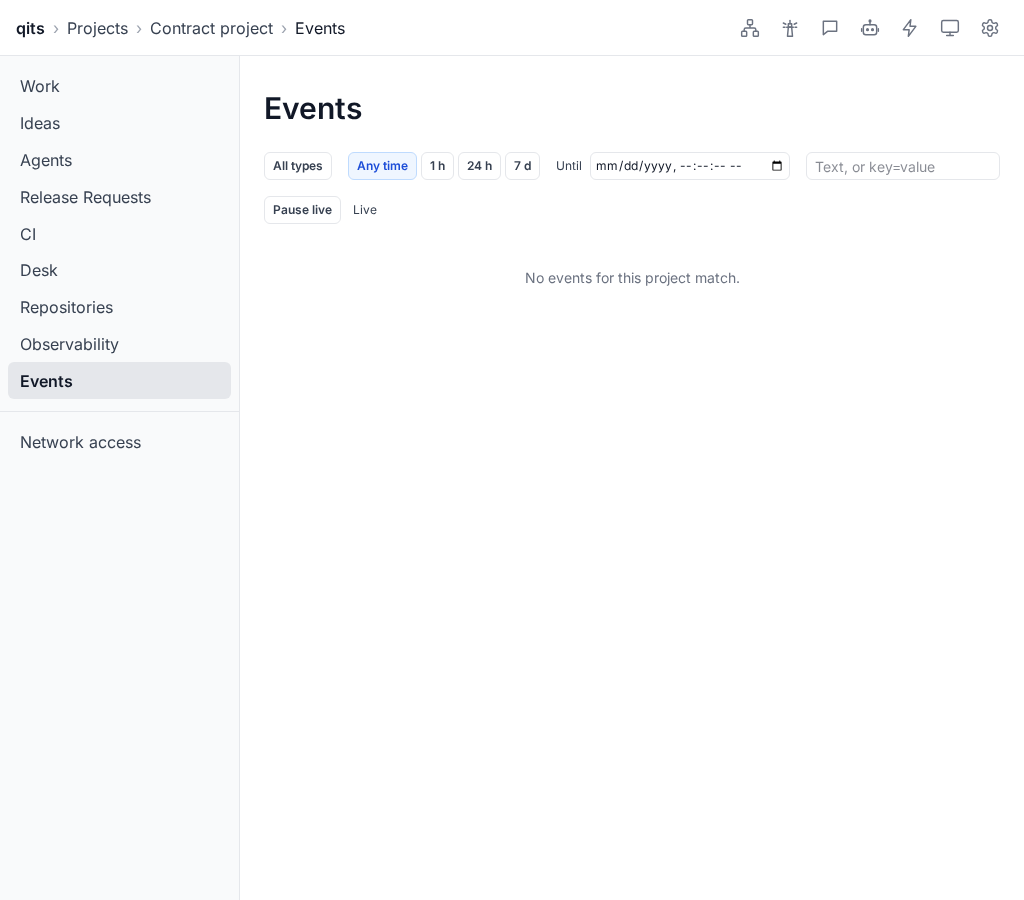 qits › Projects › Contract project › Events
Work
Ideas
Agents
Release Requests
CI
Desk
Repositories
Observability
Events
Network access
Events
All types Any time 1 h 24 h 7 d Until mm/dd/yyyy, --:--:-- -- Text, or key=value
Pause live Live
No events for this project match.